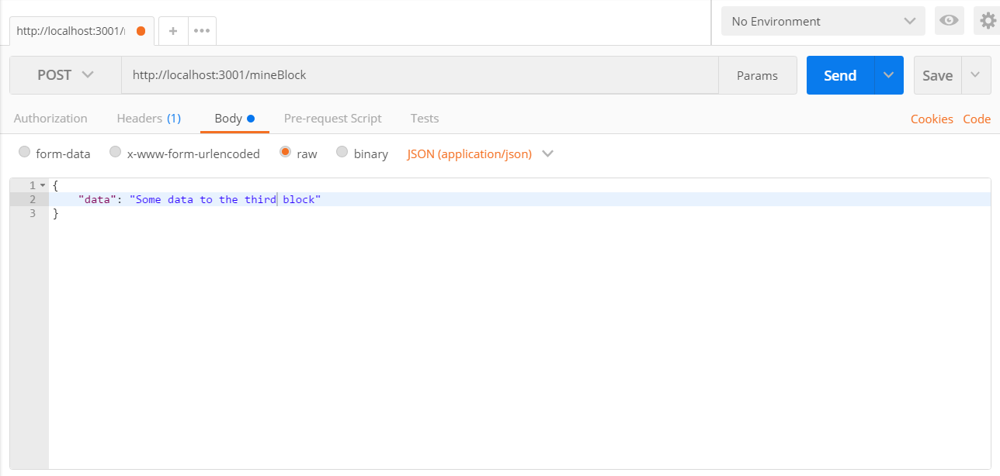 http://localhost:3001/
No Environment
POST
http://localhost:3001/mineBlock
Params
Send
Save
Authorization
Headers (1)
Body
Pre-request Script
Tests
Cookies
Code
form-data
x-www-form-urlencoded
raw
binary
JSON (application/json)
1 {
2 "data": "Some data to the third block"
3 }